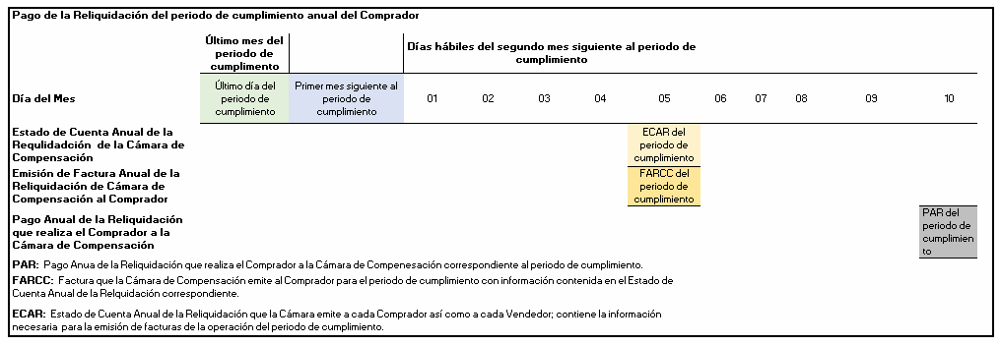 Pago de la Reliquidación del periodo de cumplimiento anual del Comprador
Último mes del
periodo de
cumplimento
Días hábiles del segundo mes siguiente al periodo de
cumplimiento
Día del Mes
Último día del
periodo de
cumplimiento
Primer mes siguiente al
periodo de
cumplimiento
01 02 03 04 05 06 07 08 09 10
Estado de Cuenta Anual de la
Requlidadción de la Cámara de
Compensación
ECAR del
periodo de
cumplimiento
Emisión de Factura Anual de la
Reliquidación de Cámara de
Compensación al Comprador
FARCC del
periodo de
cumplimiento
Pago Anual de la Reliquidación
que realiza el Comprador a la
Cámara de Compensación
PAR del
periodo de
cumplimien
to
PAR: Pago Anua de la Reliquidación que realiza el Comprador a la Cámara de Compenesación correspondiente al periodo de cumplimiento.
FARCC: Factura que la Cámara de Compensación emite al Comprador para el periodo de cumplimiento con información contenida en el Estado de
Cuenta Anual de la Relquidación correspondiente.
ECAR: Estado de Cuenta Anual de la Reliquidación que la Cámara emite a cada Comprador así como a cada Vendedor; contiene la información
necesaria para la emisión de facturas de la operación del periodo de cumplimiento.